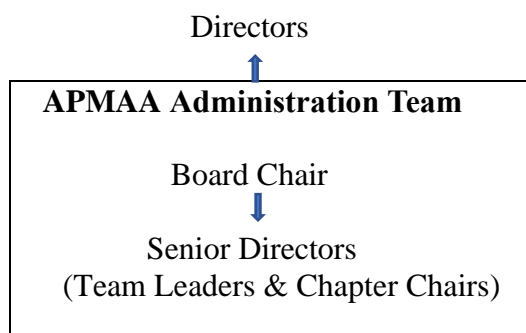 Directors
APMAA Administration Team
Board Chair
Senior Directors
(Team Leaders & Chapter Chairs)